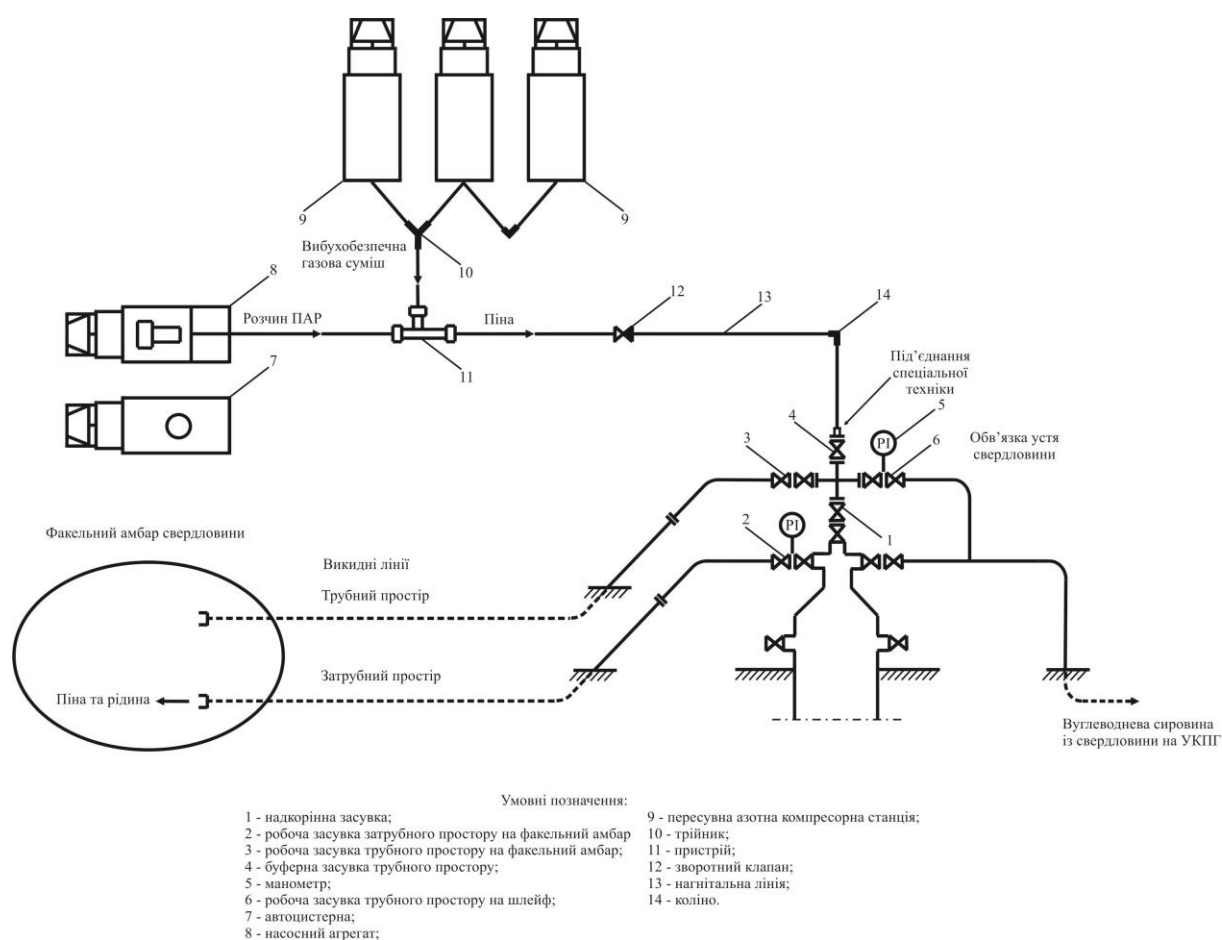 9
9
Вибухобезпечна
газова суміш
10
8
Розчин ПАР
Піна
12
13
14
11
7
Під’єднання
спеціальної
техніки
4
5
3
PI
6
Обв’язка устя
свердловини
2
PI
1
Факельний амбар свердловини
Викидні лінії
Трубний простір
Затрубний простір
Піна та рідина
Вуглеводнева сировина
із свердловини на УКПГ
Умовні позначення:
1 - надкорінна засувка;
2 - робоча засувка затрубного простору на факельний амбар
3 - робоча засувка трубного простору на факельний амбар;
4 - буферна засувка трубного простору;
5 - манометр;
6 - робоча засувка трубного простору на шлейф;
7 - автоцистерна;
8 - насосний агрегат;
9 - пересувна азотна компресорна станція;
10 - трійник;
11 - пристрій;
12 - зворотний клапан;
13 - нагнітальна лінія;
14 - коліно.